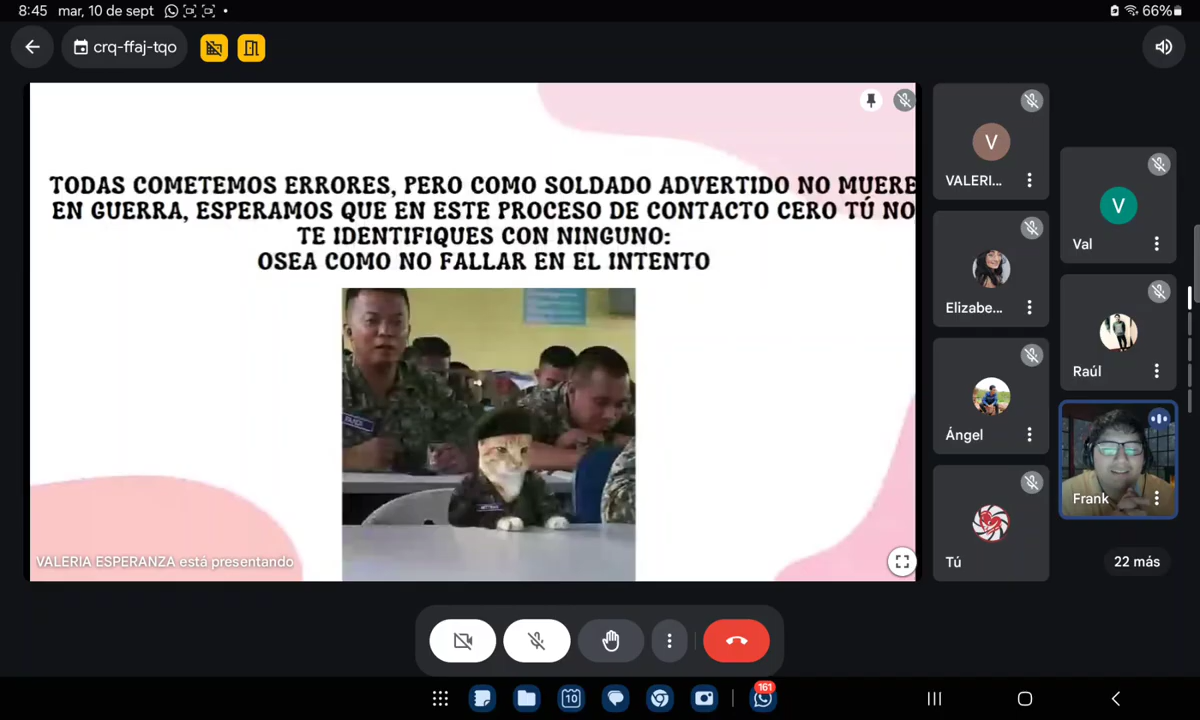 8:45 mar, 10 de sept
66%
crq-ffaj-tqo
TODAS COMETEMOS ERRORES, PERO COMO SOLDADO ADVERTIDO NO MUERE
EN GUERRA, ESPERAMOS QUE EN ESTE PROCESO DE CONTACTO CERO TÚ NO
TE IDENTIFIQUES CON NINGUNO:
OSEA COMO NO FALLAR EN EL INTENTO
VALERIA ESPERANZA está presentando
V
VALERI...
Elizabe...
Ángel
Tú
V
Val
Raúl
Frank
22 más
10
161